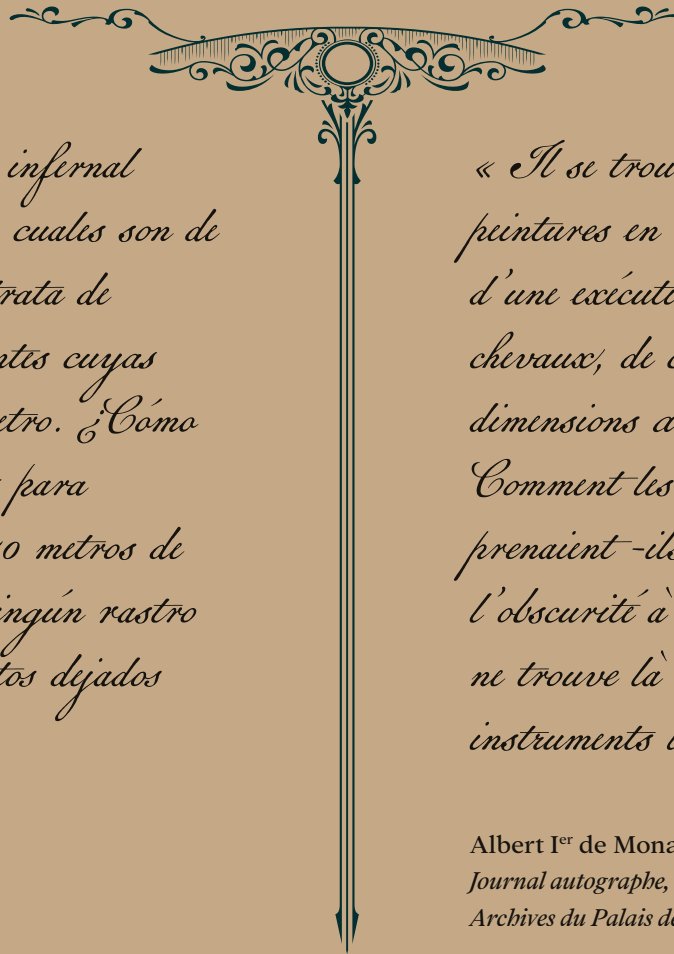 infernal
cuales son de
trata de
ntes cuyas
etro. ¿Cómo
para
0 metros de
ingún rastro
tos dejados
« Il se trou
peintures en
d'une exécuti
chevaux, de
dimensions a
Comment les
prenaient-ils
l'obscurité à
ne trouve là
instruments
Albert Iᵉʳ de Mona
Journal autographe,
Archives du Palais de